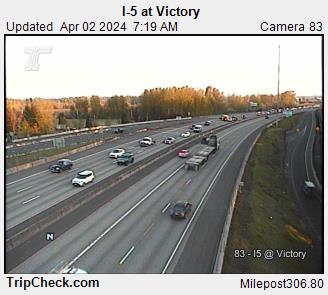 I-5 at Victory
Updated Apr 02 2024 7:19 AM Camera 83
N
83 - I5 @ Victory
TripCheck.com Milepost306.80